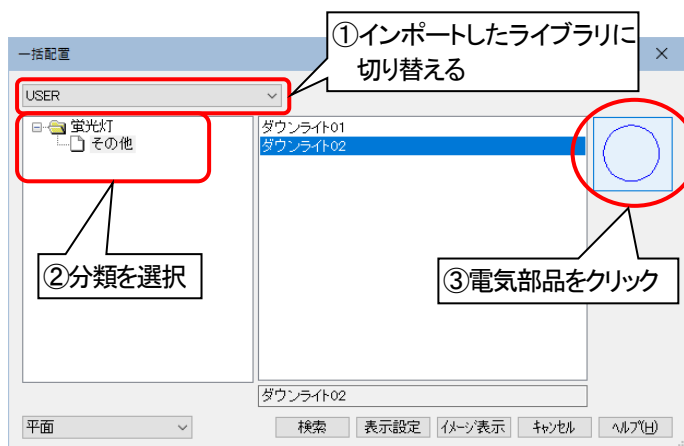 ①インポートしたライブラリに
切り替える
一括配置
USER
蛍光灯
その他
ダウンライト01
ダウンライト02
②分類を選択
③電気部品をクリック
ダウンライト02
平面
検索
表示設定
イメージ表示
キャンセル
ヘルプ(H)